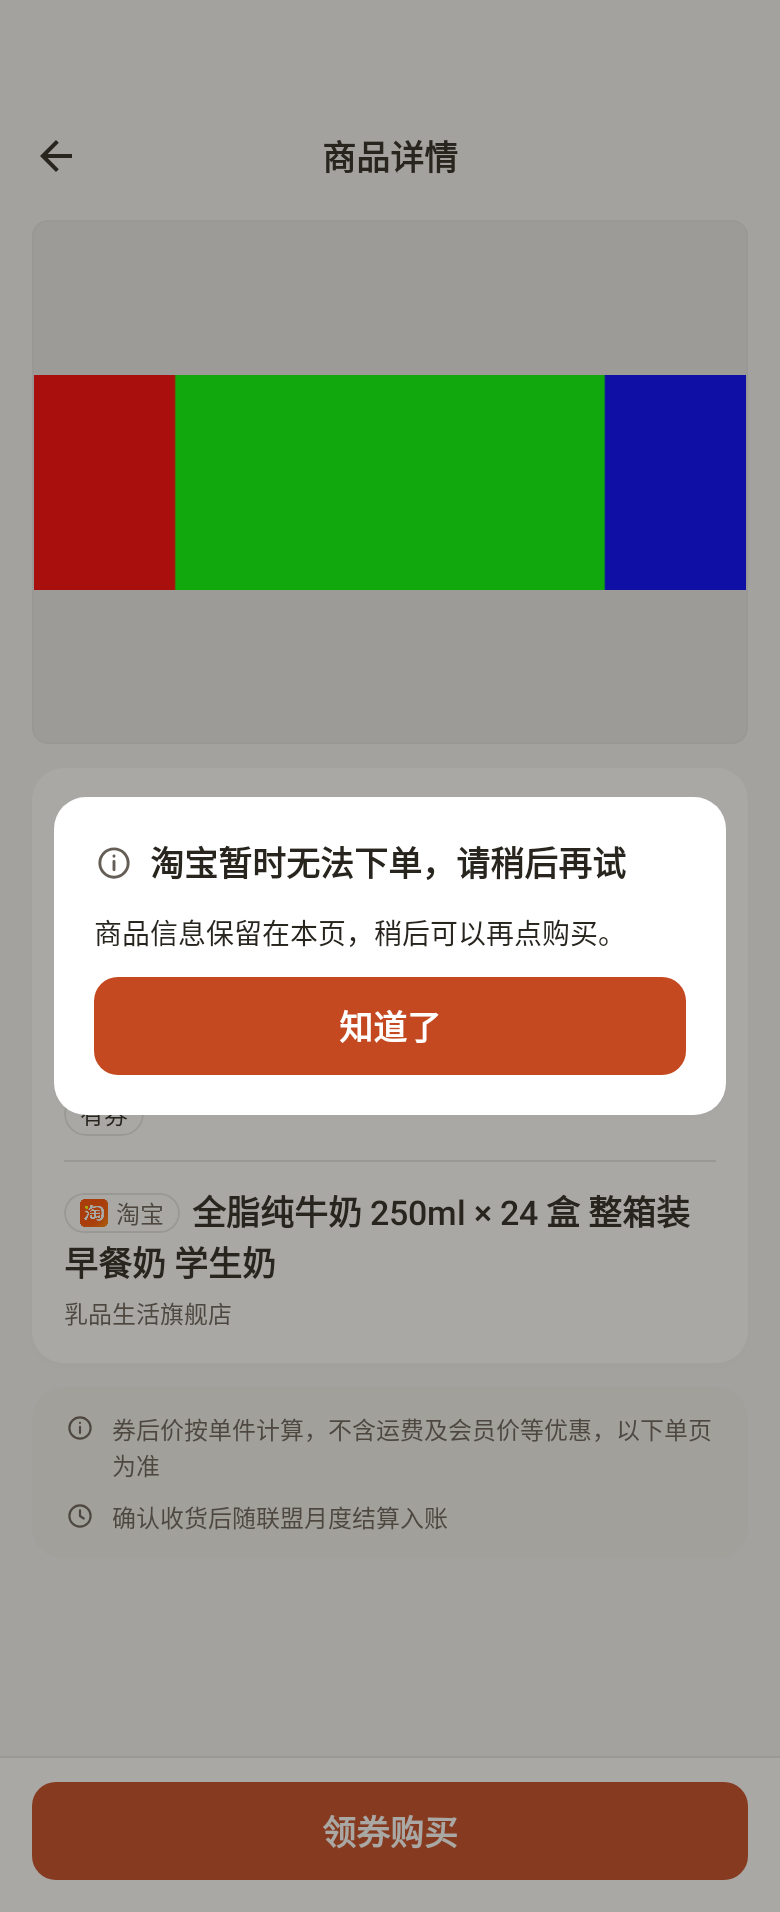 商品详情
淘宝暂时无法下单，请稍后再试
商品信息保留在本页，稍后可以再点购买。
知道了
有券
淘 淘宝 全脂纯牛奶 250ml × 24 盒 整箱装
早餐奶 学生奶
乳品生活旗舰店
券后价按单件计算，不含运费及会员价等优惠，以下单页
为准
确认收货后随联盟月度结算入账
领券购买